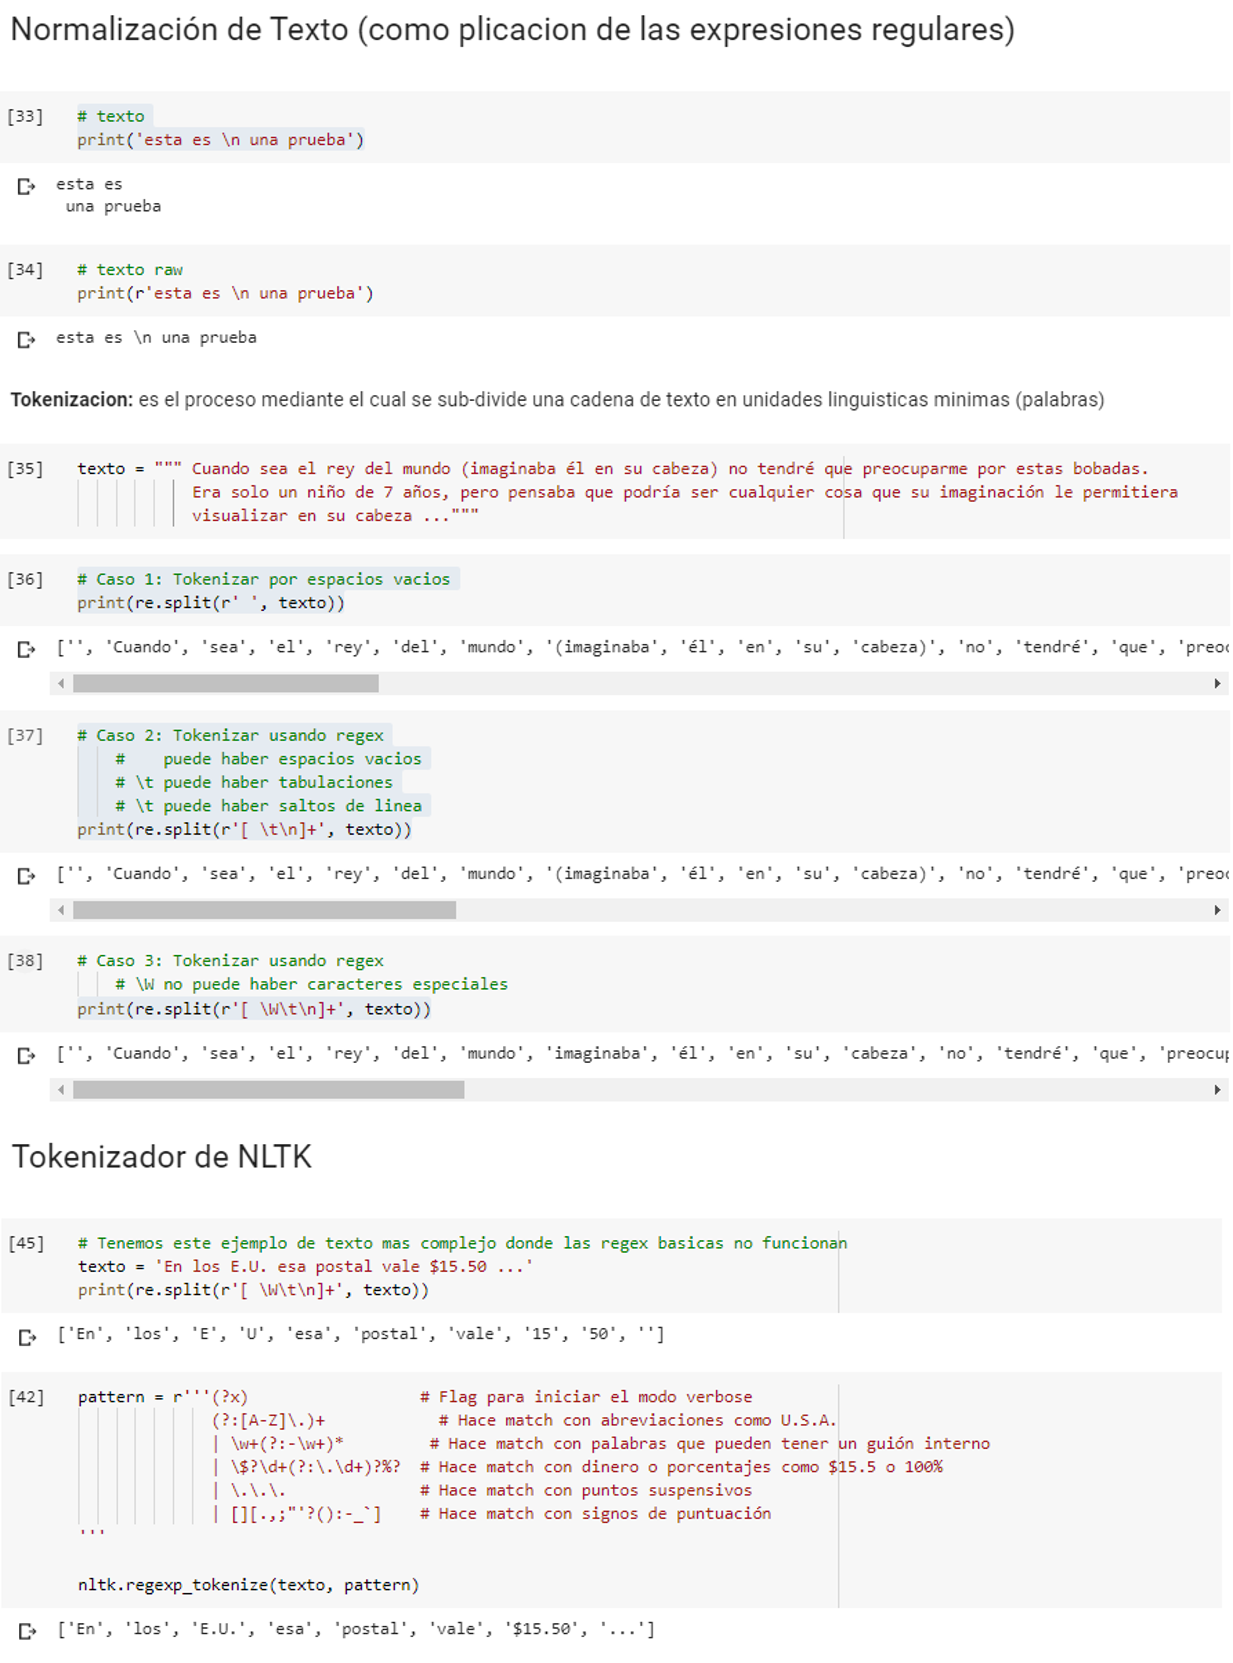 Normalización de Texto (como plicacion de las expresiones regulares)
[33] # texto
print('esta es \n una prueba')
esta es
una prueba
[34] # texto raw
print(r'esta es \n una prueba')
esta es \n una prueba
Tokenizacion: es el proceso mediante el cual se sub-divide una cadena de texto en unidades linguisticas minimas (palabras)
[35] texto = """ Cuando sea el rey del mundo (imaginaba él en su cabeza) no tendré que preocuparme por estas bobadas.
Era solo un niño de 7 años, pero pensaba que podría ser cualquier cosa que su imaginación le permitiera
visualizar en su cabeza ..."""
[36] # Caso 1: Tokenizar por espacios vacios
print(re.split(r' ', texto))
['', 'Cuando', 'sea', 'el', 'rey', 'del', 'mundo', '(imaginaba', 'él', 'en', 'su', 'cabeza)', 'no', 'tendré', 'que', 'preoc
[37] # Caso 2: Tokenizar usando regex
# puede haber espacios vacios
# \t puede haber tabulaciones
# \t puede haber saltos de linea
print(re.split(r'[ \t\n]+', texto))
['', 'Cuando', 'sea', 'el', 'rey', 'del', 'mundo', '(imaginaba', 'él', 'en', 'su', 'cabeza)', 'no', 'tendré', 'que', 'preoc
[38] # Caso 3: Tokenizar usando regex
# \W no puede haber caracteres especiales
print(re.split(r'[ \W\t\n]+', texto))
['', 'Cuando', 'sea', 'el', 'rey', 'del', 'mundo', 'imaginaba', 'él', 'en', 'su', 'cabeza', 'no', 'tendré', 'que', 'preocup
Tokenizador de NLTK
[45] # Tenemos este ejemplo de texto mas complejo donde las regex basicas no funcionan
texto = 'En los E.U. esa postal vale $15.50 ...'
print(re.split(r'[ \W\t\n]+', texto))
['En', 'los', 'E', 'U', 'esa', 'postal', 'vale', '15', '50', '']
[42] pattern = r'''(?x) # Flag para iniciar el modo verbose
(?:[A-Z]\.)+ # Hace match con abreviaciones como U.S.A.
| \w+(?:-\w+)* # Hace match con palabras que pueden tener un guión interno
| \$?\d+(?:\.\d+)?%? # Hace match con dinero o porcentajes como $15.5 o 100%
| \.\.\. # Hace match con puntos suspensivos
| [][.,;"'?():-_`] # Hace match con signos de puntuación
'''
nltk.regexp_tokenize(texto, pattern)
['En', 'los', 'E.U.', 'esa', 'postal', 'vale', '$15.50', '...']